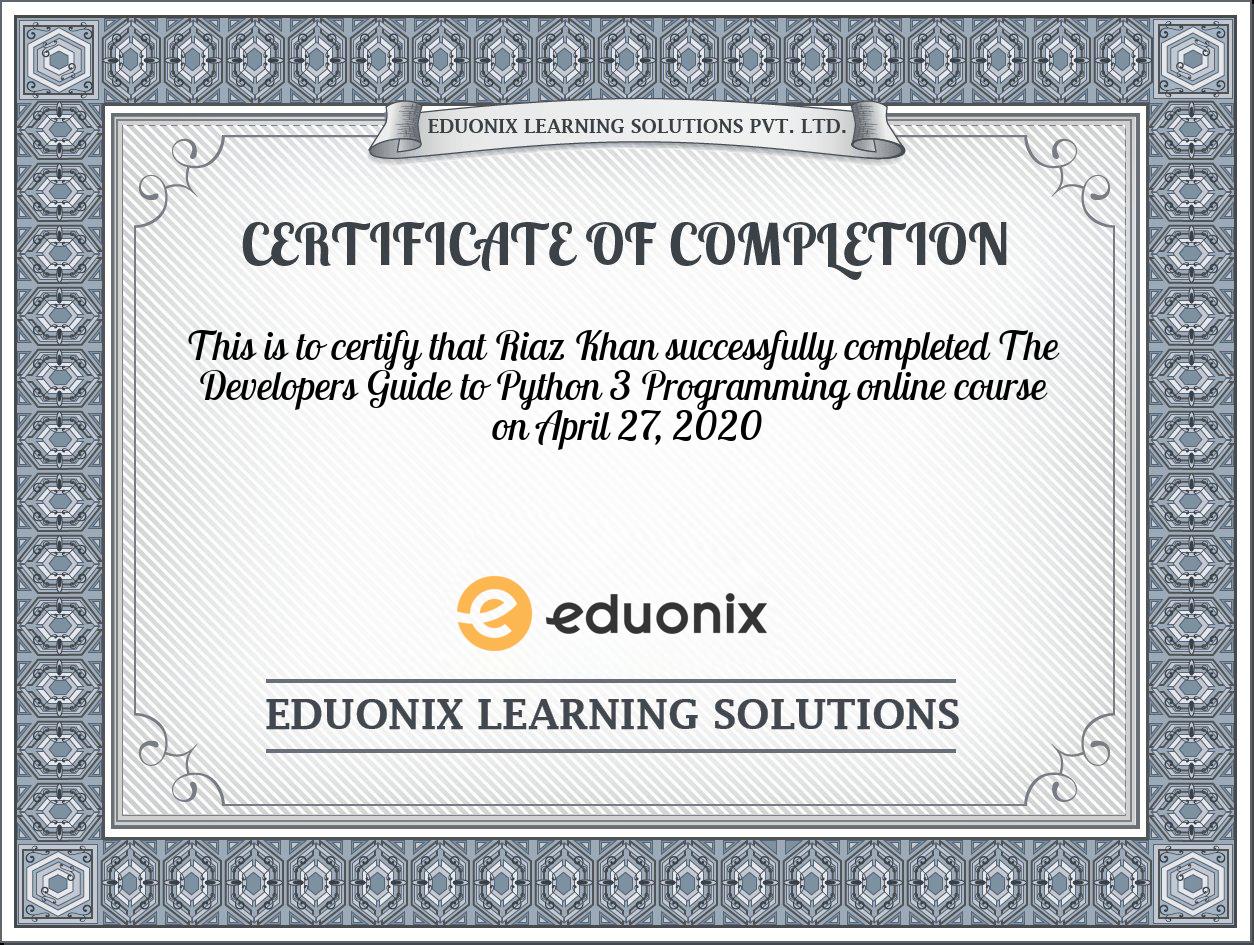 EDUONIX LEARNING SOLUTIONS PVT. LTD.
CERTIFICATE OF COMPLETION
This is to certify that Riaz Khan successfully completed The
Developers Guide to Python 3 Programming online course
on April 27, 2020
eduonix
EDUONIX LEARNING SOLUTIONS